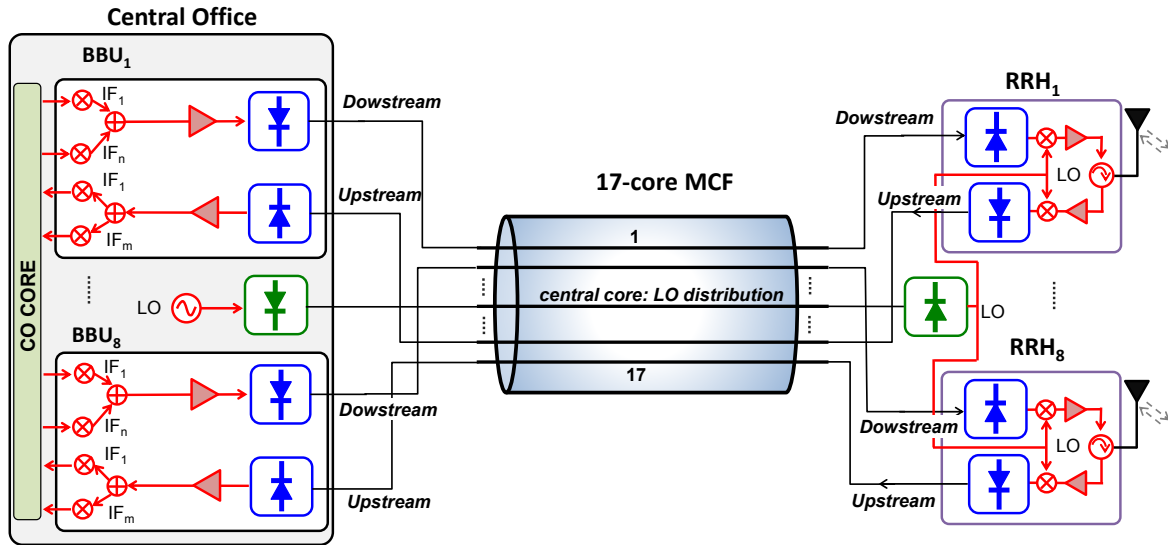 Central Office
BBU1
IF1
IFn
IF1
IFm
Dowstream
Upstream
CO CORE
LO
BBU8
IF1
IFn
IF1
IFm
Dowstream
Upstream
17-core MCF
1
central core: LO distribution
17
Dowstream
Upstream
RRH1
LO
LO
RRH8
LO
Dowstream
Upstream